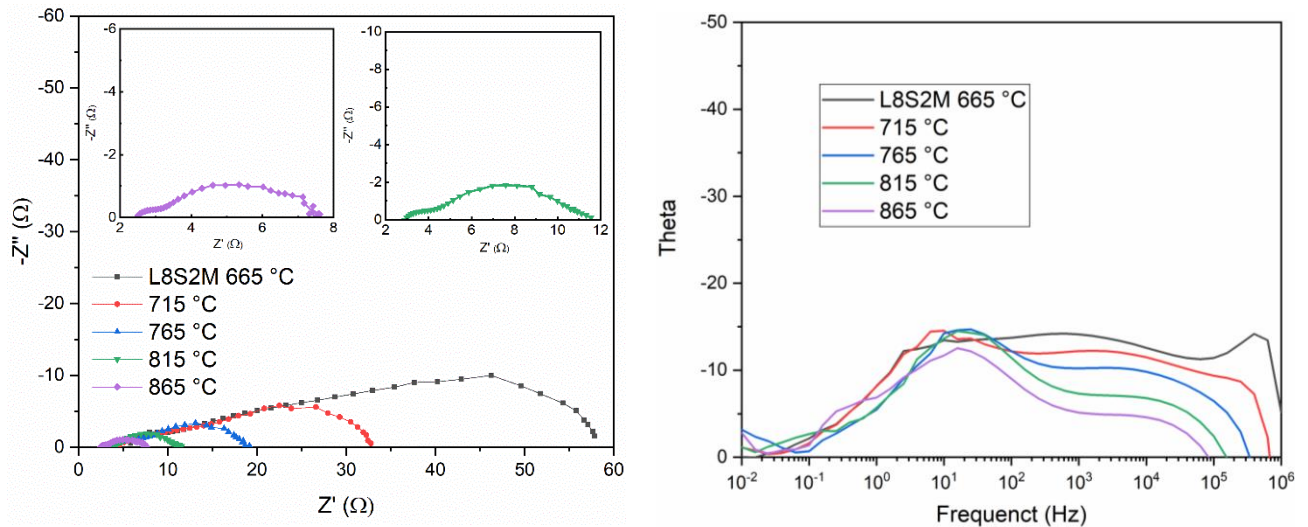 -60
-50
-40
-30
-20
-10
0
-Z'' (Ω)
0 10 20 30 40 50 60
Z' (Ω)
-6
-4
-2
-1
0
-Z'' (Ω)
2 4 6 8
Z' (Ω)
-10
-8
-6
-4
-2
0
-Z'' (Ω)
2 4 6 8 10 12
Z' (Ω)
L8S2M 665 °C
715 °C
765 °C
815 °C
865 °C
-50
-40
-30
-20
-10
0
Theta
L8S2M 665 °C
715 °C
765 °C
815 °C
865 °C
10⁻² 10⁻¹ 10⁰ 10¹ 10² 10³ 10⁴ 10⁵ 10⁶
Frequenct (Hz)